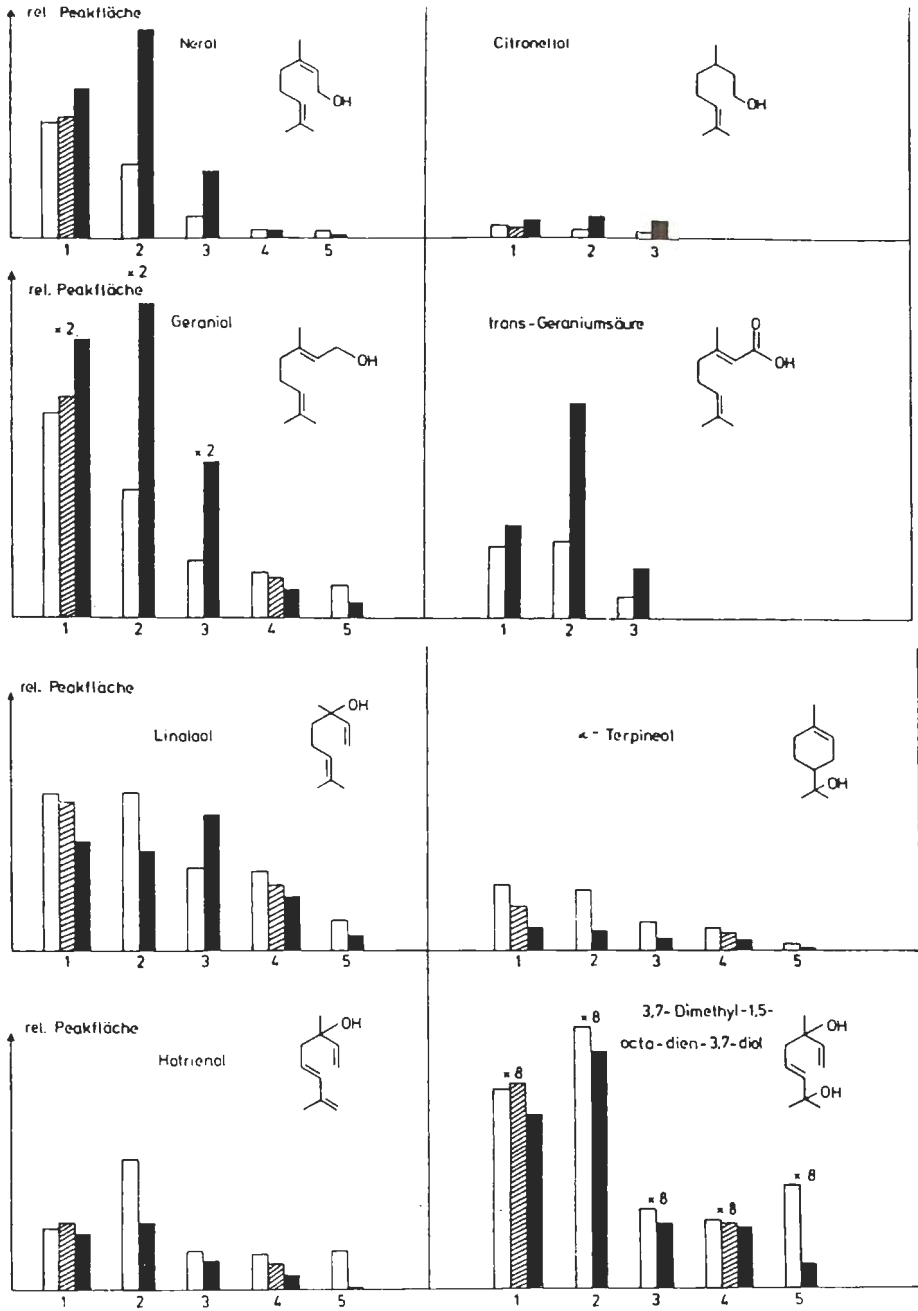 rel. Peakfläche
Nerol
OH
1 2 3 4 5
Citronellol
OH
1 2 3
rel. Peakfläche
× 2
× 2
× 2
Geraniol
OH
1 2 3 4 5
trans-Geraniumsäure
O
OH
1 2 3
rel. Peakfläche
Linalool
OH
1 2 3 4 5
α - Terpineol
OH
1 2 3 4 5
rel. Peakfläche
Hotrienol
OH
1 2 3 4 5
3,7-Dimethyl-1,5-
octa-dien-3,7-diol
OH
OH
× 8
× 8
× 8
× 8
× 8
1 2 3 4 5